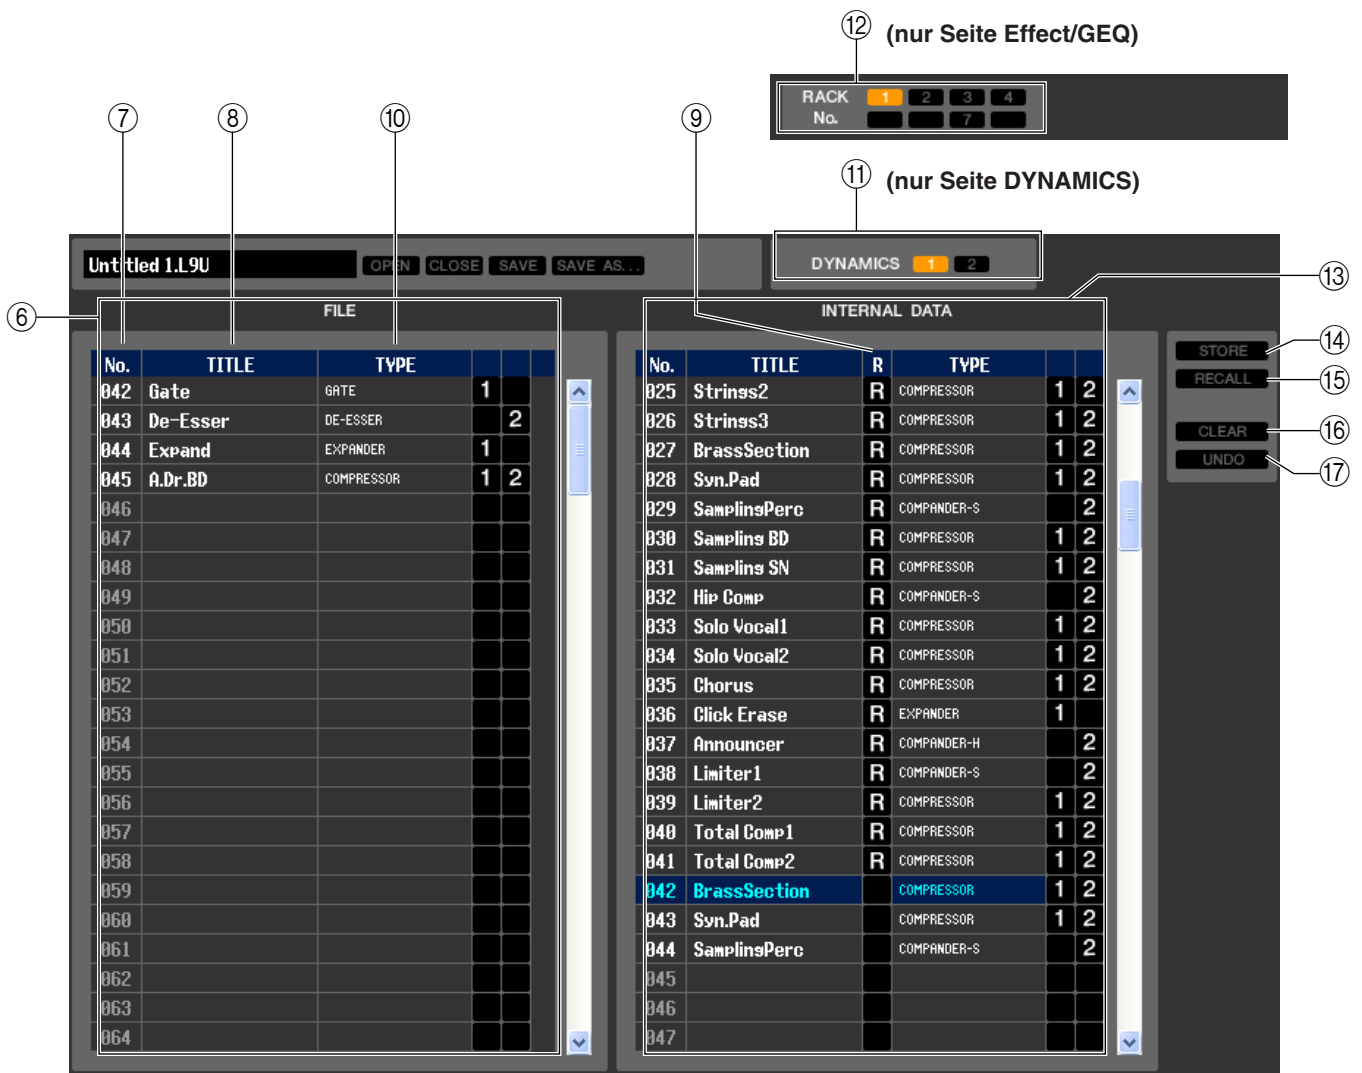 ⑫ (nur Seite Effect/GEQ)
RACK 1 2 3 4
No. 7
⑦ ⑧ ⑩ ⑨
⑪ (nur Seite DYNAMICS)
Untitled 1.L9U OPEN CLOSE SAVE SAVE AS... DYNAMICS 1 2
⑬
⑥ FILE INTERNAL DATA
⑭ STORE
⑮ RECALL
⑯ CLEAR
⑰ UNDO
No. TITLE TYPE
042 Gate GATE 1
043 De-Esser DE-ESSER 2
044 Expand EXPANDER 1
045 A.Dr.BD COMPRESSOR 1 2
046
047
048
049
050
051
052
053
054
055
056
057
058
059
060
061
062
063
064
No. TITLE R TYPE
025 Strings2 R COMPRESSOR 1 2
026 Strings3 R COMPRESSOR 1 2
027 BrassSection R COMPRESSOR 1 2
028 Syn.Pad R COMPRESSOR 1 2
029 SamplingPerc R COMPANDER-S 2
030 Sampling BD R COMPRESSOR 1 2
031 Sampling SN R COMPRESSOR 1 2
032 Hip Comp R COMPANDER-S 2
033 Solo Vocal1 R COMPRESSOR 1 2
034 Solo Vocal2 R COMPRESSOR 1 2
035 Chorus R COMPRESSOR 1 2
036 Click Erase R EXPANDER 1
037 Announcer R COMPANDER-H 2
038 Limiter1 R COMPANDER-S 2
039 Limiter2 R COMPRESSOR 1 2
040 Total Comp1 R COMPRESSOR 1 2
041 Total Comp2 R COMPRESSOR 1 2
042 BrassSection COMPRESSOR 1 2
043 Syn.Pad COMPRESSOR 1 2
044 SamplingPerc COMPANDER-S 2
045
046
047